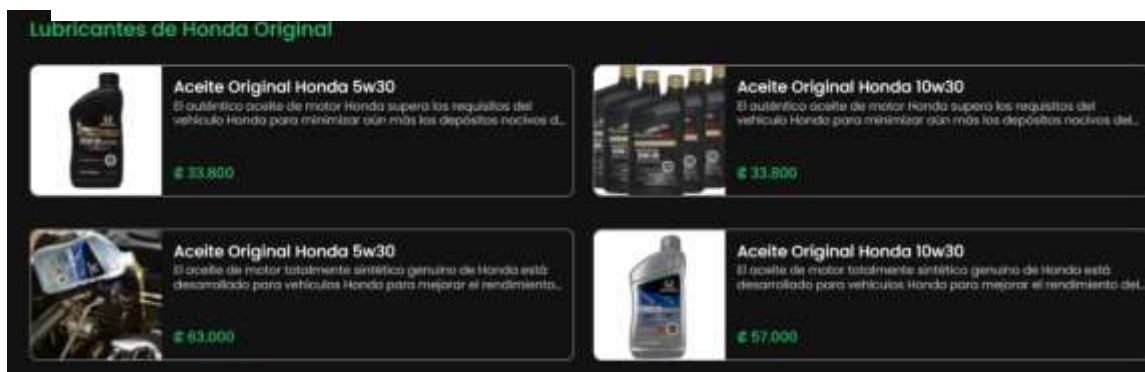 Lubricantes de Honda Original
Aceite Original Honda 5w30
El auténtico aceite de motor Honda supera los requisitos del
vehículo Honda para minimizar aún más los depósitos nocivos d...
₡ 33.800
Aceite Original Honda 10w30
El auténtico aceite de motor Honda supera los requisitos del
vehículo Honda para minimizar aún más los depósitos nocivos del...
₡ 33.800
Aceite Original Honda 5w30
El aceite de motor totalmente sintético genuino de Honda está
desarrollado para vehículos Honda para mejorar el rendimiento...
₡ 63.000
Aceite Original Honda 10w30
El aceite de motor totalmente sintético genuino de Honda está
desarrollado para vehículos Honda para mejorar el rendimiento del...
₡ 57.000